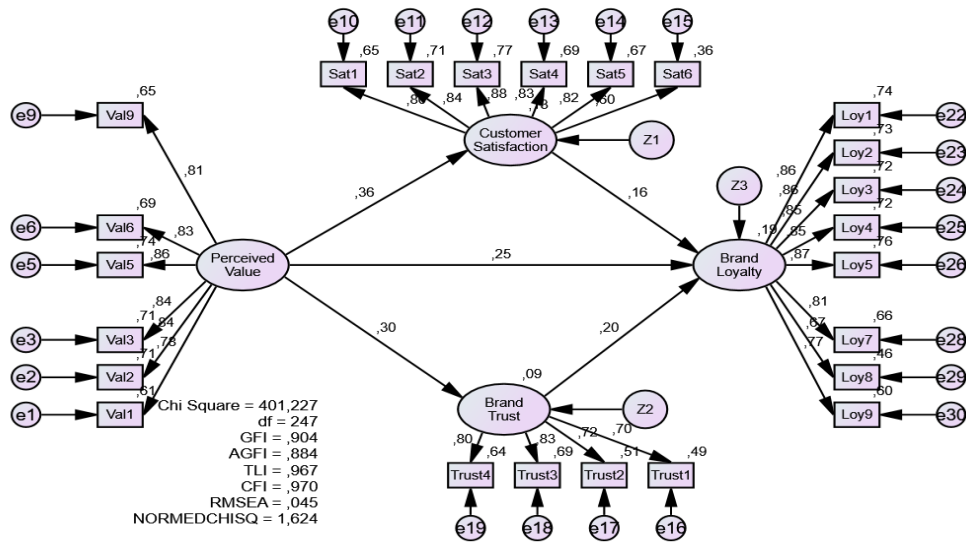 e10
e11
e12
e13
e14
e15
,65
,71
,77
,69
,67
,36
Sat1
Sat2
Sat3
Sat4
Sat5
Sat6
,84
,88
,83
,82
,60
Customer
Satisfaction
Z1
e9
,65
Val9
,81
e6
,69
Val6
,83
e5
,74
Val5
,86
Perceived
Value
e3
,71
Val3
,84
e2
,71
Val2
,84
e1
,61
Val1
,78
,36
,25
,30
,16
,20
Z3
,19
Brand
Loyalty
,74
Loy1
e22
,86
,73
Loy2
e23
,86
,72
Loy3
e24
,85
,72
Loy4
e25
,85
,76
Loy5
e26
,87
,66
Loy7
e28
,81
,46
Loy8
e29
,67
,60
Loy9
e30
,77
,09
Brand
Trust
Z2
,80
,83
,72
,70
,64
,69
,51
,49
Trust4
Trust3
Trust2
Trust1
e19
e18
e17
e16
Chi Square = 401,227
df = 247
GFI = ,904
AGFI = ,884
TLI = ,967
CFI = ,970
RMSEA = ,045
NORMEDCHISQ = 1,624